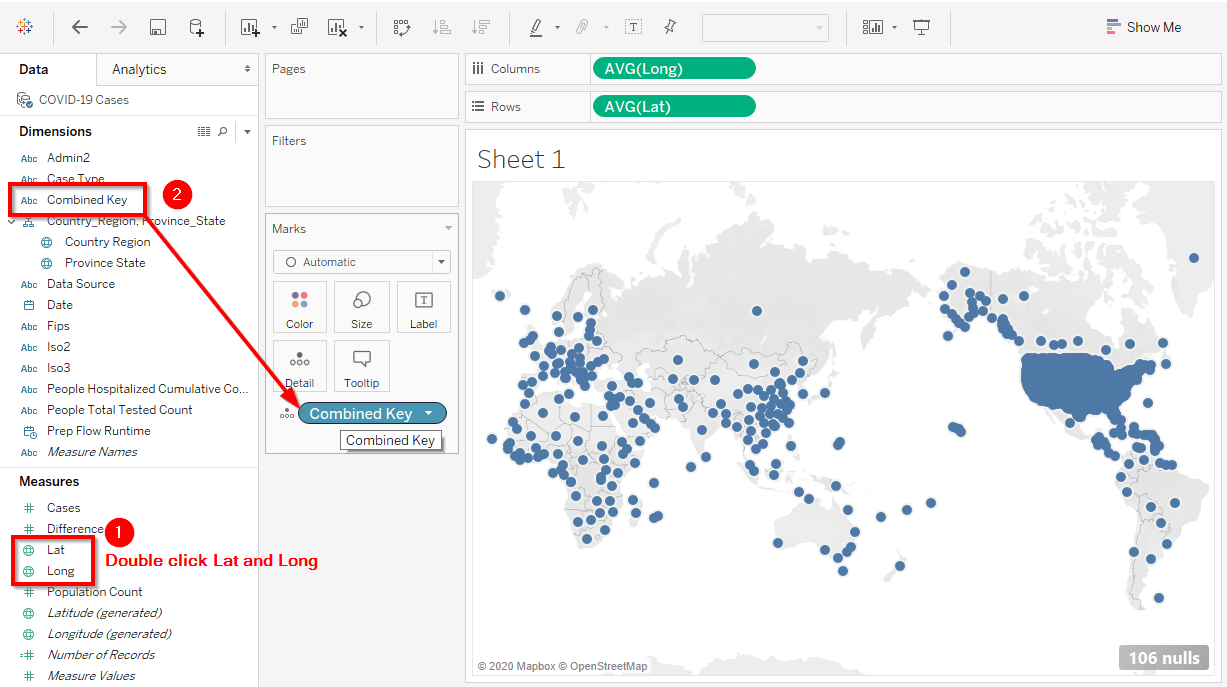 Show Me
Data
Analytics
COVID-19 Cases
Dimensions
Abc Admin2
Abc Case Type
Abc Combined Key
Country_Region, Province_State
Country Region
Province State
Abc Data Source
Date
Abc Fips
Abc Iso2
Abc Iso3
Abc People Hospitalized Cumulative Co...
Abc People Total Tested Count
Prep Flow Runtime
Abc Measure Names
2
Measures
Cases
Difference
Lat
Long
1
Double click Lat and Long
Population Count
Latitude (generated)
Longitude (generated)
Number of Records
Measure Values
Pages
Filters
Marks
Automatic
Color
Size
T
Label
Detail
Tooltip
Combined Key
Combined Key
Columns
AVG(Long)
Rows
AVG(Lat)
Sheet 1
© 2020 Mapbox © OpenStreetMap
106 nulls